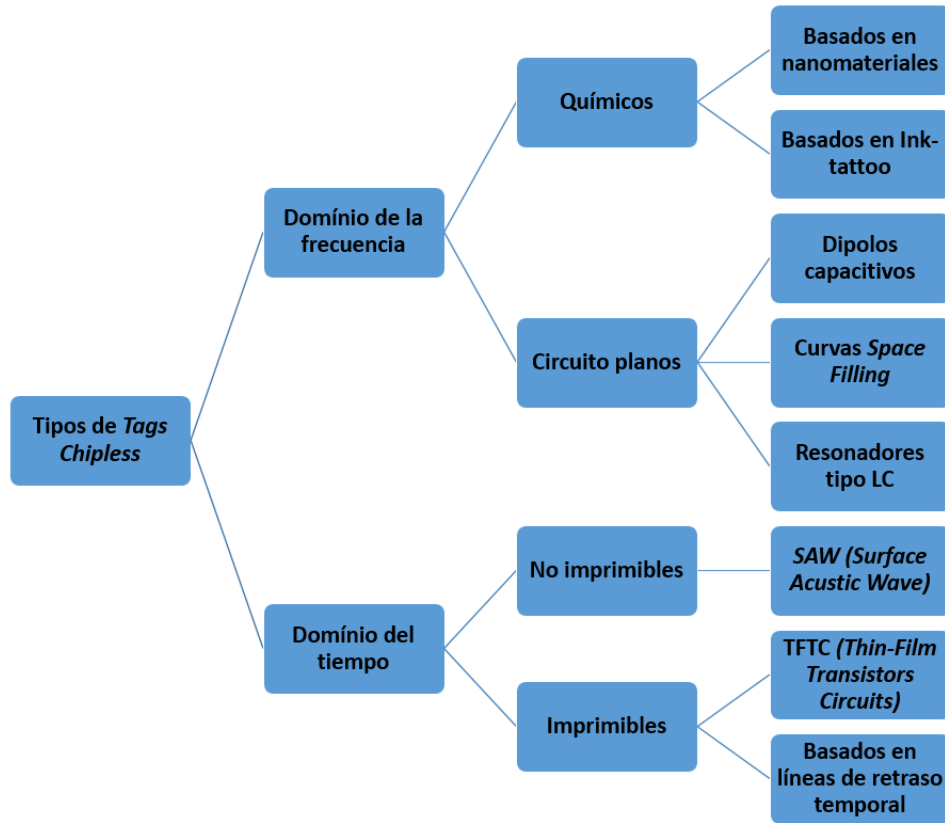 Tipos de Tags
Chipless
Domínio de la
frecuencia
Químicos
Basados en
nanomateriales
Basados en Ink-
tattoo
Circuito planos
Dipolos
capacitivos
Curvas Space
Filling
Resonadores
tipo LC
Domínio del
tiempo
No imprimibles
SAW (Surface
Acustic Wave)
Imprimibles
TFTC (Thin-Film
Transistors
Circuits)
Basados en
líneas de retraso
temporal